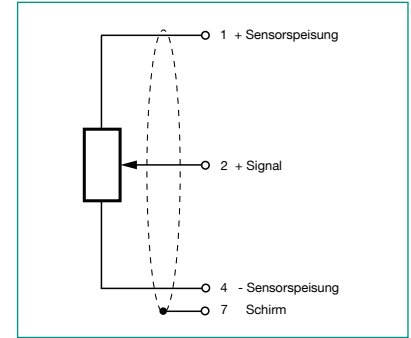 1 + Sensorspeisung
2 + Signal
4 - Sensorspeisung
7 Schirm